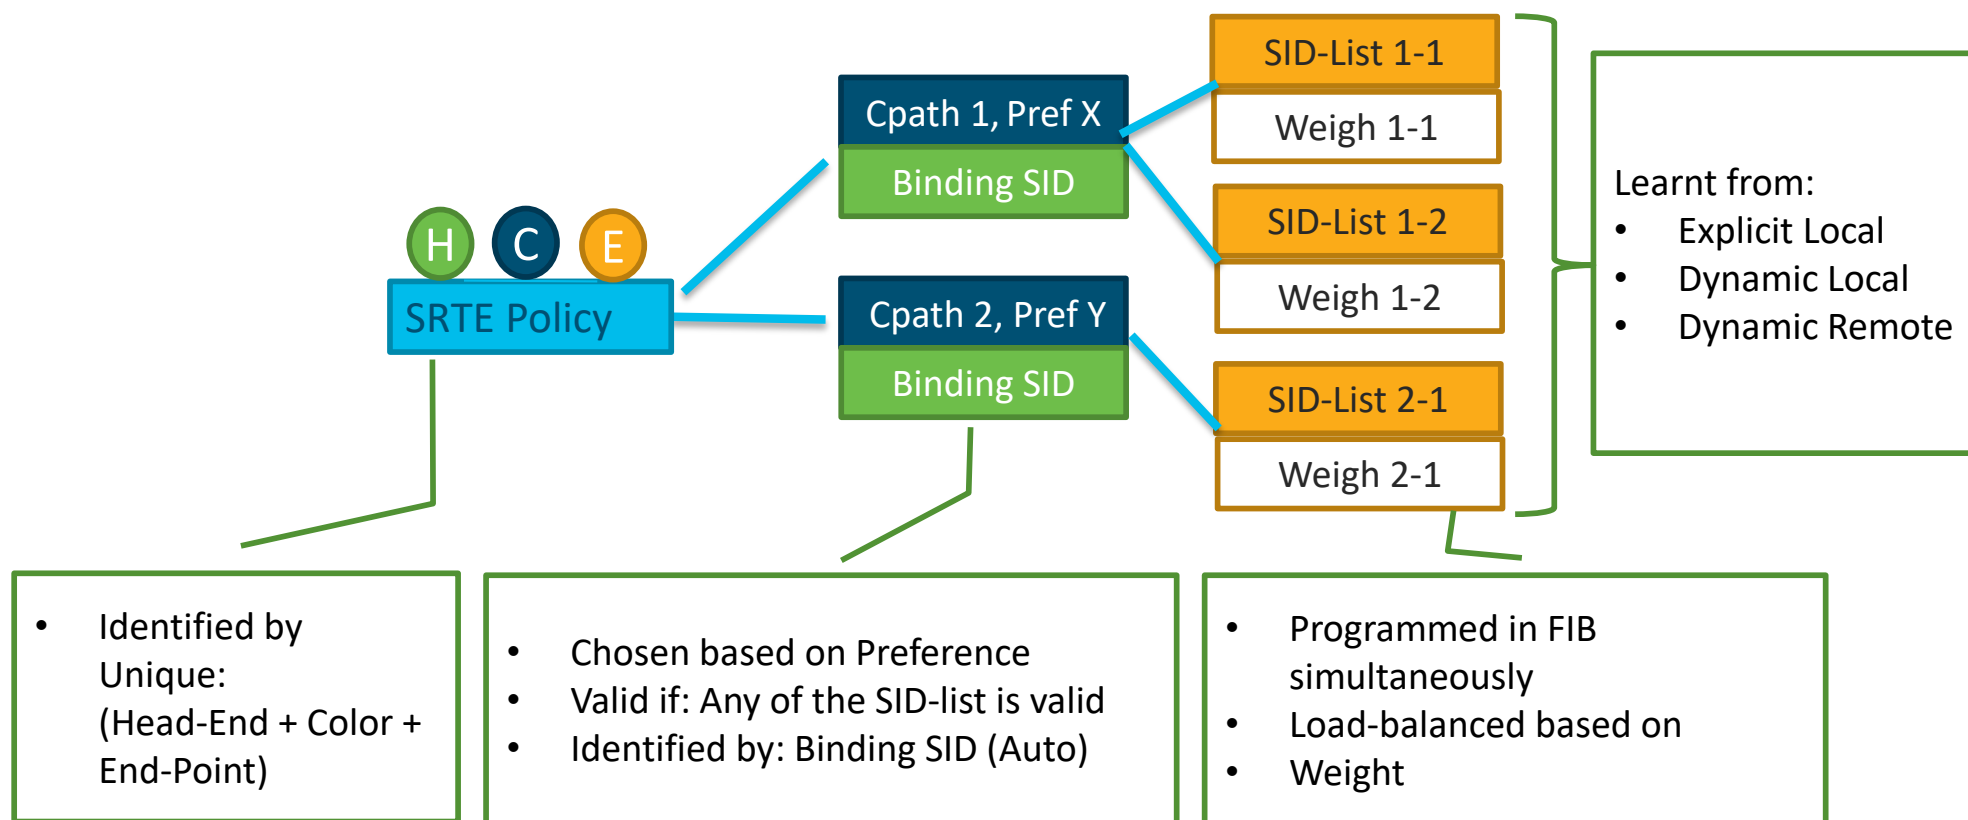 H C E
SRTE Policy
Cpath 1, Pref X
Binding SID
Cpath 2, Pref Y
Binding SID
SID-List 1-1
Weigh 1-1
SID-List 1-2
Weigh 1-2
SID-List 2-1
Weigh 2-1
Learnt from:
• Explicit Local
• Dynamic Local
• Dynamic Remote
• Identified by
Unique:
(Head-End + Color +
End-Point)
• Chosen based on Preference
• Valid if: Any of the SID-list is valid
• Identified by: Binding SID (Auto)
• Programmed in FIB
simultaneously
• Load-balanced based on
• Weight